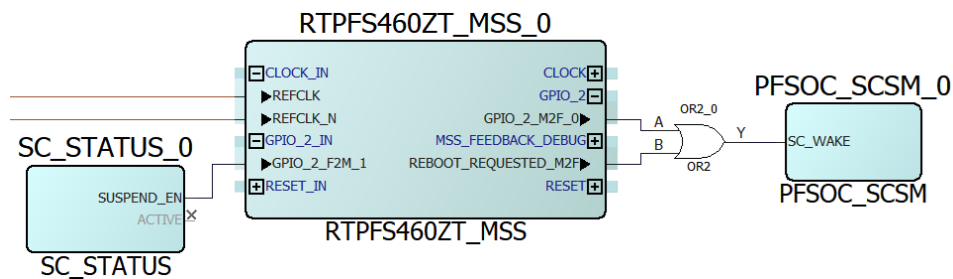 RTPFS460ZT_MSS_0
CLOCK_IN
CLOCK
REFCLK
GPIO_2
REFCLK_N
GPIO_2_M2F_0
GPIO_2_IN
MSS_FEEDBACK_DEBUG
GPIO_2_F2M_1
REBOOT_REQUESTED_M2F
RESET_IN
RESET
RTPFS460ZT_MSS
SC_STATUS_0
SUSPEND_EN
ACTIVE
SC_STATUS
OR2_0
A
B
Y
OR2
PFSOC_SCSM_0
SC_WAKE
PFSOC_SCSM